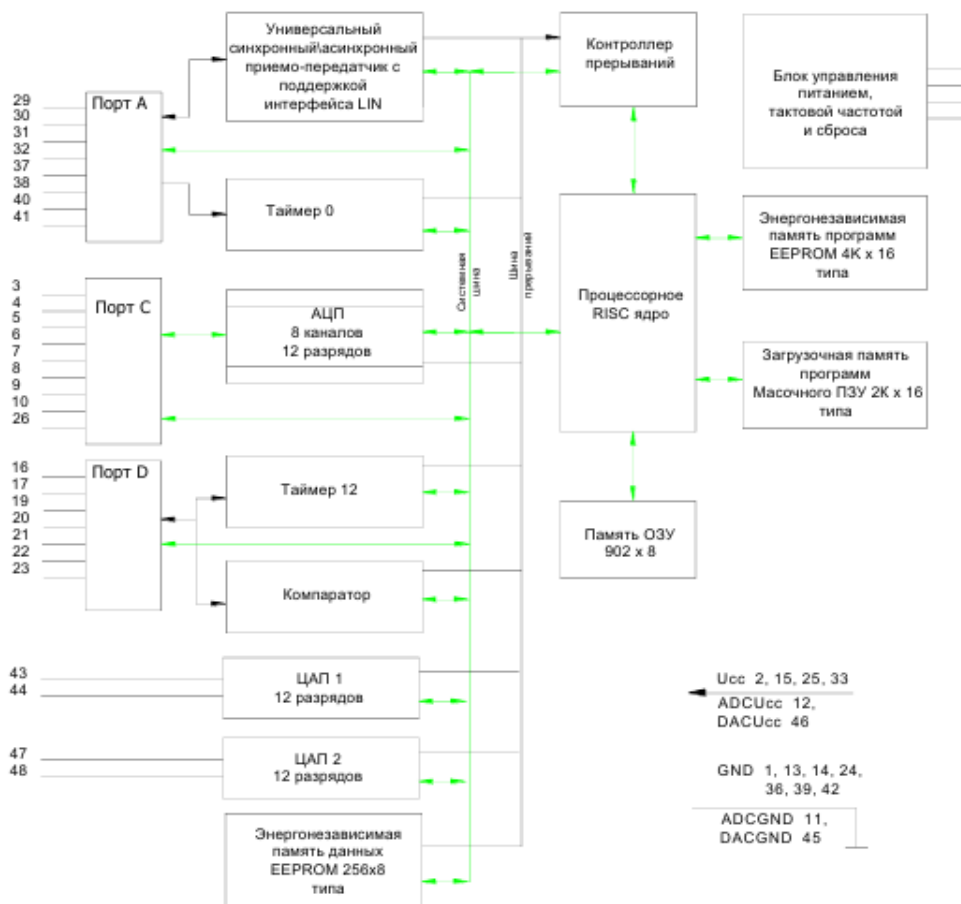 Универсальный
синхронный\асинхронный
приемо-передатчик с
поддержкой
интерфейса LIN
Контроллер
прерываний
Блок управления
питанием,
тактовой частотой
и сброса
Порт А
29
30
31
32
37
38
40
41
Таймер 0
Энергонезависимая
память программ
EEPROM 4К х 16
типа
Системная
шина
Шина
прерываний
Процессорное
RISC ядро
Порт С
3
4
5
6
7
8
9
10
26
АЦП
8 каналов
12 разрядов
Загрузочная память
программ
Масочного ПЗУ 2К х 16
типа
Порт D
16
17
19
20
21
22
23
Таймер 12
Память ОЗУ
902 х 8
Компаратор
43
44
ЦАП 1
12 разрядов
Ucc 2, 15, 25, 33
ADCUcc 12,
DACUcc 46
47
48
ЦАП 2
12 разрядов
GND 1, 13, 14, 24,
36, 39, 42
ADCGND 11,
DACGND 45
Энергонезависимая
память данных
EEPROM 256х8
типа